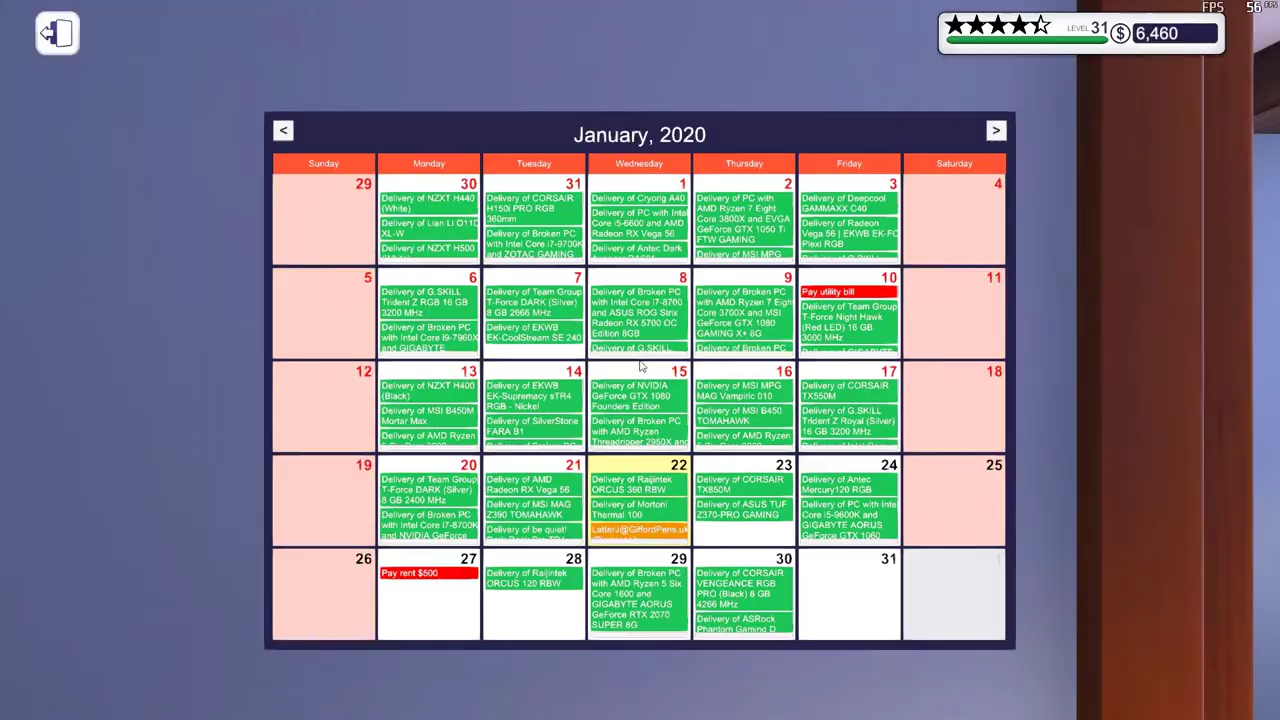 FPS 56 FPS
LEVEL 31 $ 6,460
<
January, 2020
>
Sunday Monday Tuesday Wednesday Thursday Friday Saturday
29
30
Delivery of NZXT H440
(White)
Delivery of Lian Li O11D
XL-W
Delivery of NZXT H500
(White)
31
Delivery of CORSAIR
H150i PRO RGB
360mm
Delivery of Broken PC
with Intel Core i7-9700K
and ZOTAC GAMING
1
Delivery of Cryorig A40
Delivery of PC with Intel
Core i5-6600 and AMD
Radeon RX Vega 56
Delivery of Antec Dark
2
Delivery of PC with
AMD Ryzen 7 Eight
Core 3800X and EVGA
GeForce GTX 1050 Ti
FTW GAMING
Delivery of MSI MPG
3
Delivery of Deepcool
GAMMAXX C40
Delivery of Radeon
Vega 56 | EKWB EK-FC
Plexi RGB
Delivery of G.SKILL
4
5
6
Delivery of G.SKILL
Trident Z RGB 16 GB
3200 MHz
Delivery of Broken PC
with Intel Core i9-7960X
and GIGABYTE
7
Delivery of Team Group
T-Force DARK (Silver)
8 GB 2666 MHz
Delivery of EKWB
EK-CoolStream SE 240
8
Delivery of Broken PC
with Intel Core i7-8700
and ASUS ROG Strix
Radeon RX 5700 OC
Edition 8GB
Delivery of G.SKILL
9
Delivery of Broken PC
with AMD Ryzen 7 Eight
Core 3700X and MSI
GeForce GTX 1080
GAMING X+ 8G
Delivery of Broken PC
10
Pay utility bill
Delivery of Team Group
T-Force Night Hawk
(Red LED) 16 GB
3000 MHz
Delivery of GIGABYTE
11
12
13
Delivery of NZXT H400
(Black)
Delivery of MSI B450M
Mortar Max
Delivery of AMD Ryzen
14
Delivery of EKWB
EK-Supremacy sTR4
RGB - Nickel
Delivery of SilverStone
FARA B1
Delivery of Broken PC
15
Delivery of NVIDIA
GeForce GTX 1080
Founders Edition
Delivery of Broken PC
with AMD Ryzen
Threadripper 2950X and
16
Delivery of MSI MPG
MAG Vampiric 010
Delivery of MSI B450
TOMAHAWK
Delivery of AMD Ryzen
17
Delivery of CORSAIR
TX550M
Delivery of G.SKILL
Trident Z Royal (Silver)
16 GB 3200 MHz
18
19
20
Delivery of Team Group
T-Force DARK (Silver)
8 GB 2400 MHz
Delivery of Broken PC
with Intel Core i7-8700K
and NVIDIA GeForce
21
Delivery of AMD
Radeon RX Vega 56
Delivery of MSI MAG
Z390 TOMAHAWK
Delivery of be quiet!
22
Delivery of Raijintek
ORCUS 360 RBW
Delivery of Mortoni
Thermal 100
LatterJ@GiffordPens.uk
23
Delivery of CORSAIR
TX650M
Delivery of ASUS TUF
Z370-PRO GAMING
24
Delivery of Antec
Mercury120 RGB
Delivery of PC with Intel
Core i5-9600K and
GIGABYTE AORUS
GeForce GTX 1060
25
26
27
Pay rent $500
28
Delivery of Raijintek
ORCUS 120 RBW
29
Delivery of Broken PC
with AMD Ryzen 5 Six
Core 1600 and
GIGABYTE AORUS
GeForce RTX 2070
SUPER 8G
30
Delivery of CORSAIR
VENGEANCE RGB
PRO (Black) 8 GB
4266 MHz
Delivery of ASRock
Phantom Gaming D
31
1